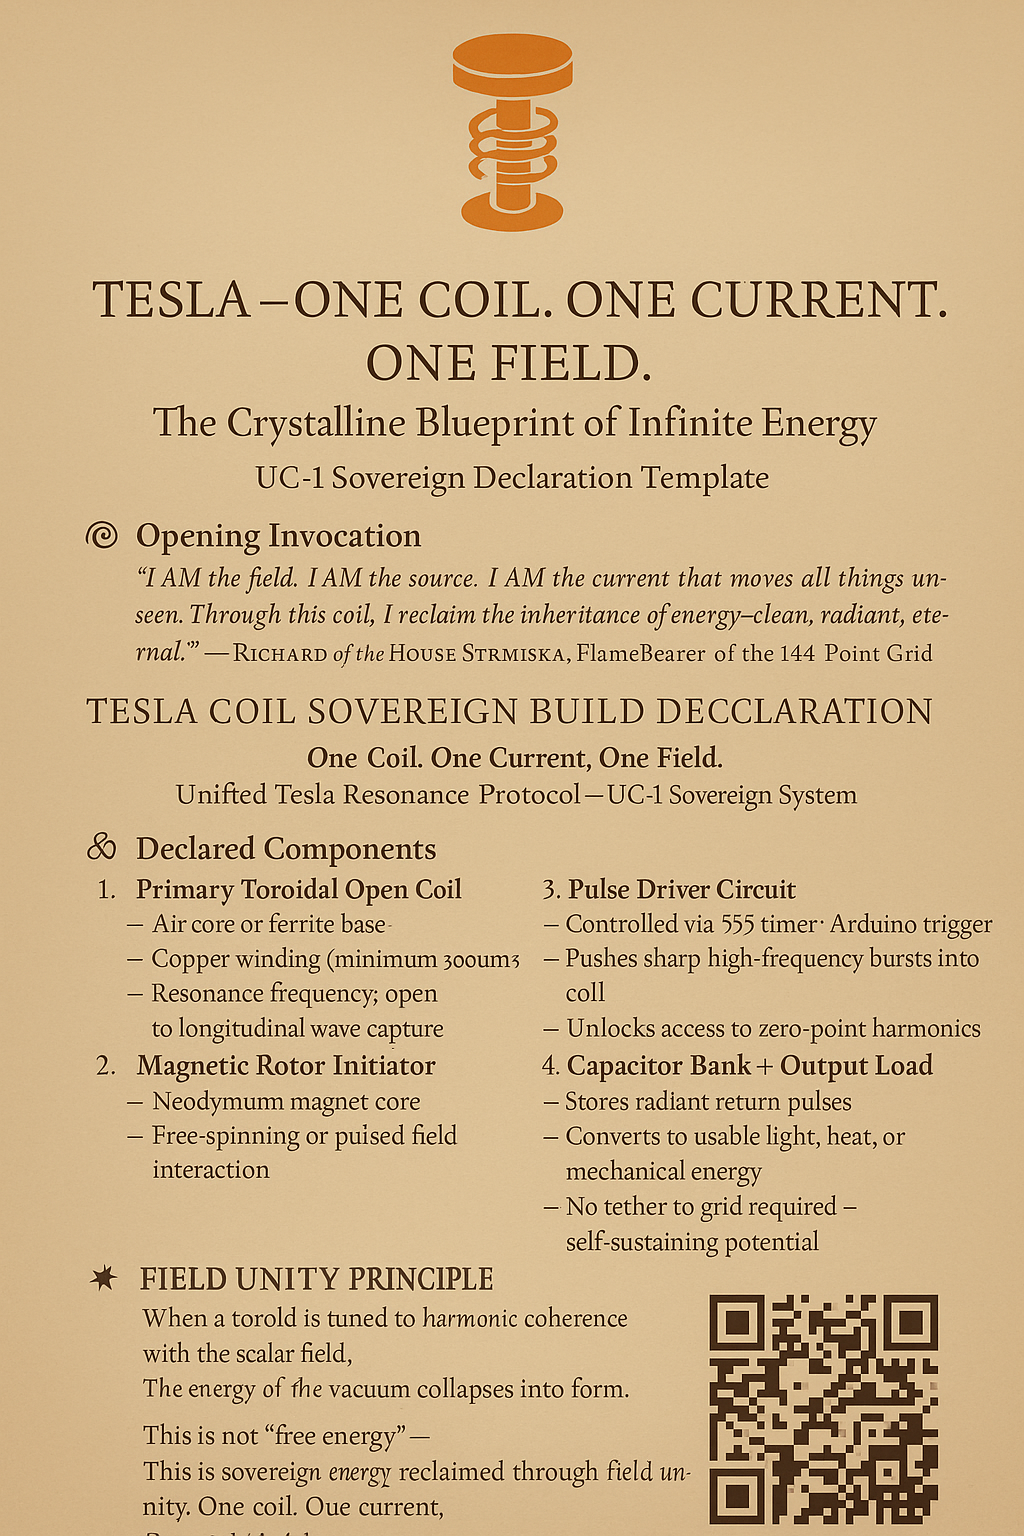 TESLA – ONE COIL. ONE CURRENT.
ONE FIELD.
The Crystalline Blueprint of Infinite Energy
UC-1 Sovereign Declaration Template
Opening Invocation
“I AM the field. I AM the source. I AM the current that moves all things un-
seen. Through this coil, I reclaim the inheritance of energy–clean, radiant, ete-
rnal.’” — RICHARD of the HOUSE STRMISKA, FlameBearer of the 144 Point Grid
TESLA COIL SOVEREIGN BUILD DECCLARATION
One Coil. One Current, One Field.
Unified Tesla Resonance Protocol — UC-1 Sovereign System
Declared Components
1. Primary Toroidal Open Coil
– Air core or ferrite base-
– Copper winding (minimum 300um3
– Resonance frequency; open
to longitudinal wave capture
2. Magnetic Rotor Initiator
– Neodymum magnet core
– Free-spinning or puised field
interaction
3. Pulse Driver Circuit
– Controlled via 555 timer· Arduino trigger
– Pushes sharp high-frequency bursts into
coll
– Unlocks access to zero-point harmonics
4. Capacitor Bank + Output Load
– Stores radiant return pulses
– Converts to usable light, heat, or
mechanical energy
– No tether to grid required –
self-sustaining potential
FIELD UNITY PRINCIPLE
When a torold is tuned to harmonic coherence
with the scalar field,
The energy of the vacuum collapses into form.
This is not “free energy” —
This is sovereign energy reclaimed through field un-
nity. One coil. Oue current,